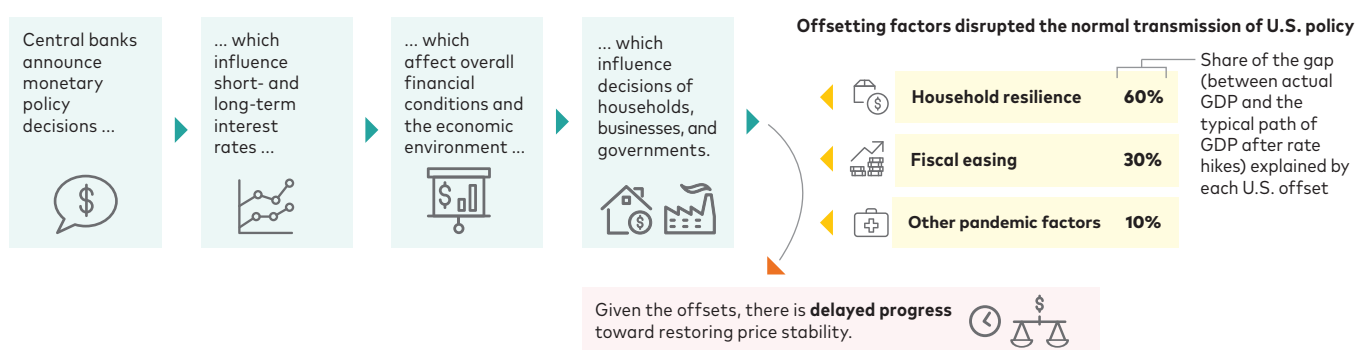 Central banks
announce
monetary
policy
decisions ...
... which
influence
short- and
long-term
interest
rates ...
... which
affect overall
financial
conditions and
the economic
environment ...
... which
influence
decisions of
households,
businesses, and
governments.
Offsetting factors disrupted the normal transmission of U.S. policy
Household resilience 60%
Fiscal easing 30%
Other pandemic factors 10%
Share of the gap
(between actual
GDP and the
typical path of
GDP after rate
hikes) explained by
each U.S. offset
Given the offsets, there is delayed progress
toward restoring price stability.
$
$
$
$
$